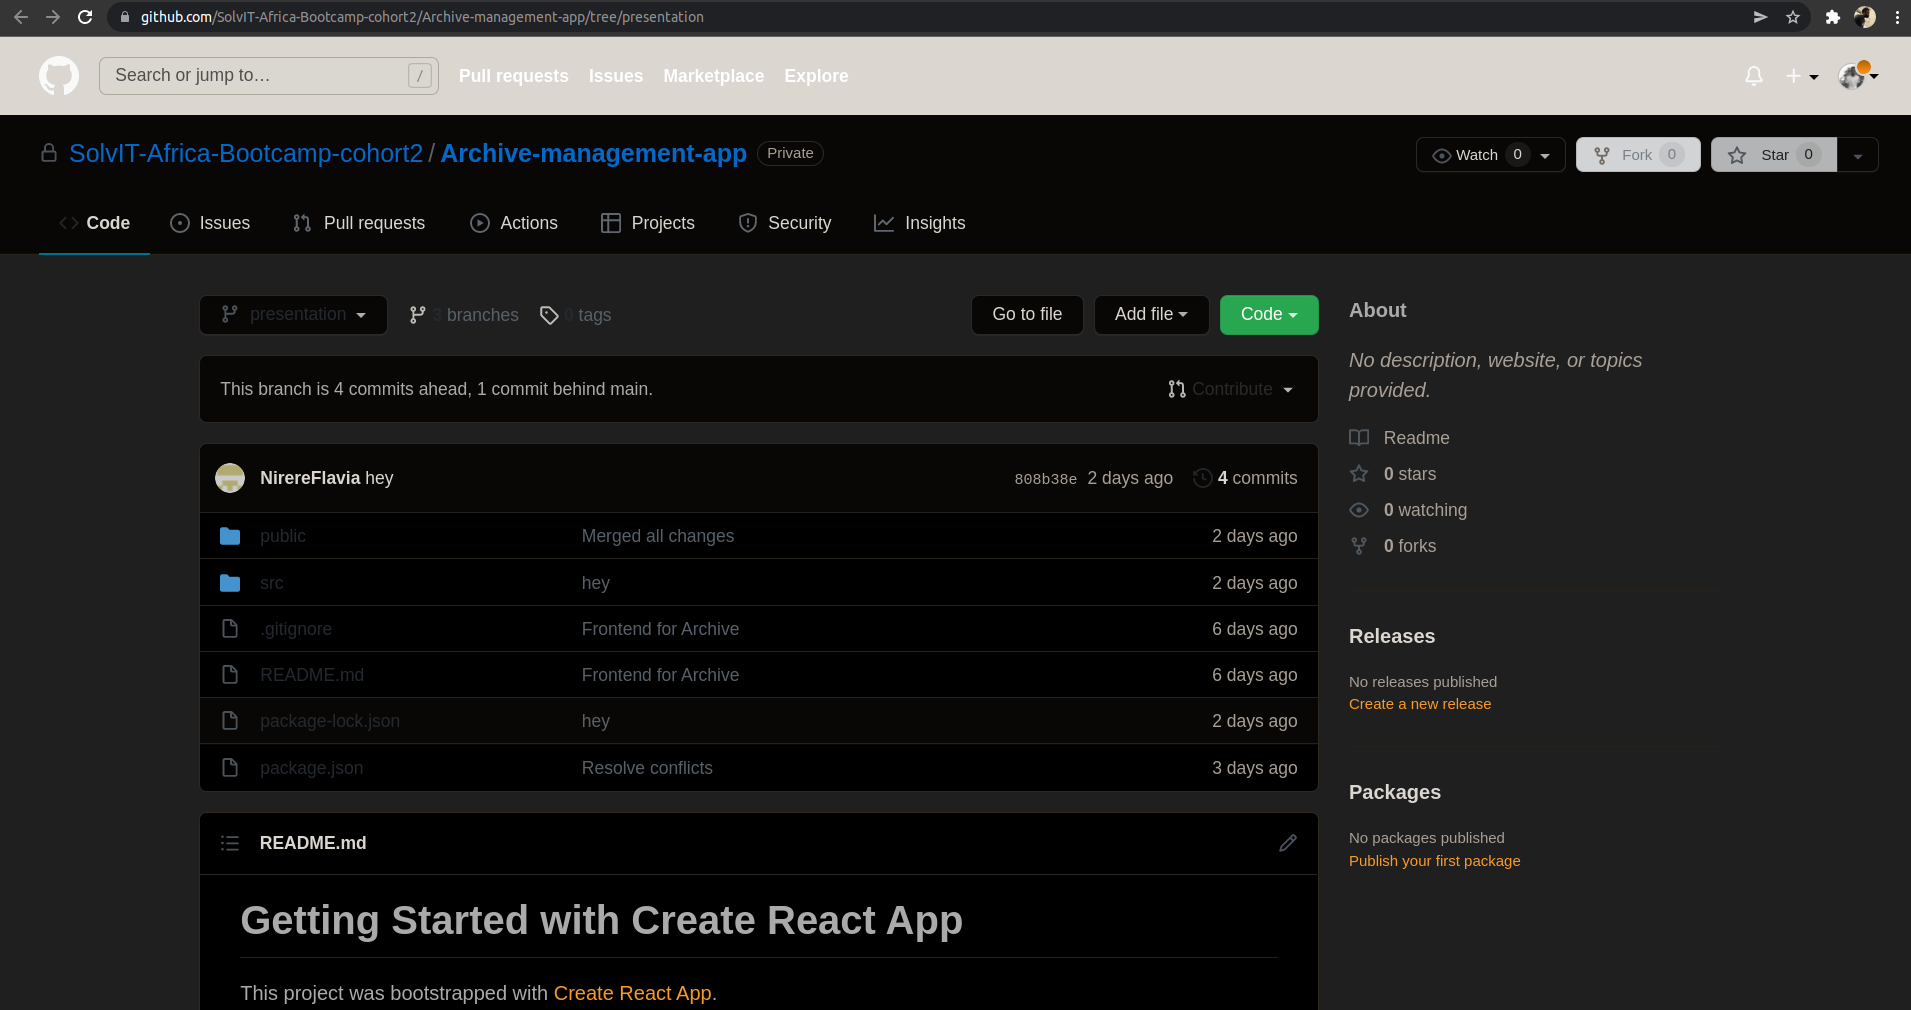 github.com/SolvIT-Africa-Bootcamp-cohort2/Archive-management-app/tree/presentation
Search or jump to… / Pull requests Issues Marketplace Explore
SolvIT-Africa-Bootcamp-cohort2 / Archive-management-app Private Watch 0 Fork 0 Star 0
Code Issues Pull requests Actions Projects Security Insights
presentation 3 branches 0 tags Go to file Add file Code
This branch is 4 commits ahead, 1 commit behind main. Contribute
NirereFlavia hey 808b38e 2 days ago 4 commits
public Merged all changes 2 days ago
src hey 2 days ago
.gitignore Frontend for Archive 6 days ago
README.md Frontend for Archive 6 days ago
package-lock.json hey 2 days ago
package.json Resolve conflicts 3 days ago
README.md
Getting Started with Create React App
This project was bootstrapped with Create React App.
About
No description, website, or topics
provided.
Readme
0 stars
0 watching
0 forks
Releases
No releases published
Create a new release
Packages
No packages published
Publish your first package